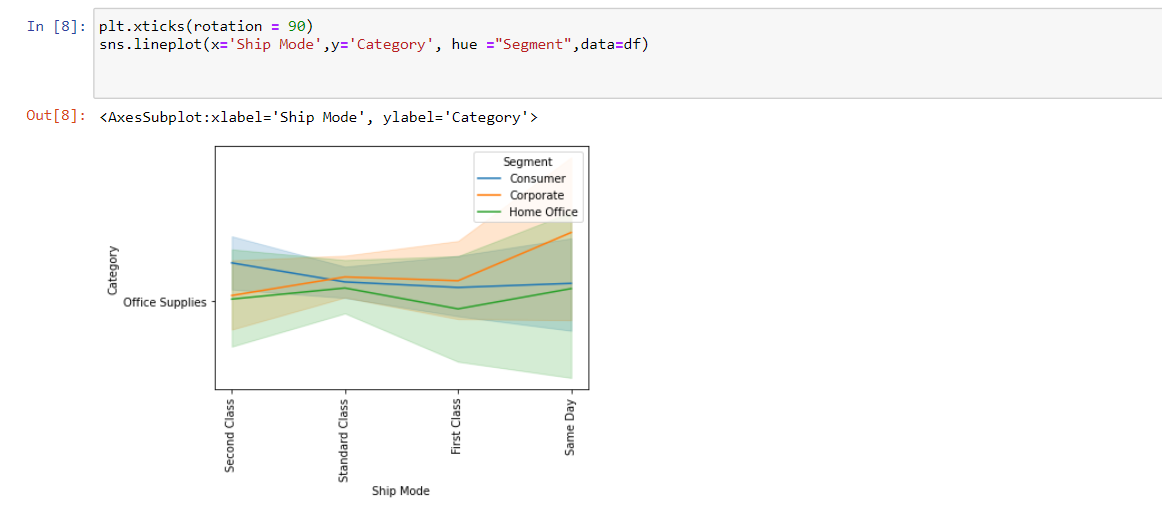 In [8]: plt.xticks(rotation = 90)
sns.lineplot(x='Ship Mode',y='Category', hue ="Segment",data=df)
Out[8]: <AxesSubplot:xlabel='Ship Mode', ylabel='Category'>
Segment
Consumer
Corporate
Home Office
Category
Office Supplies
Second Class
Standard Class
First Class
Same Day
Ship Mode